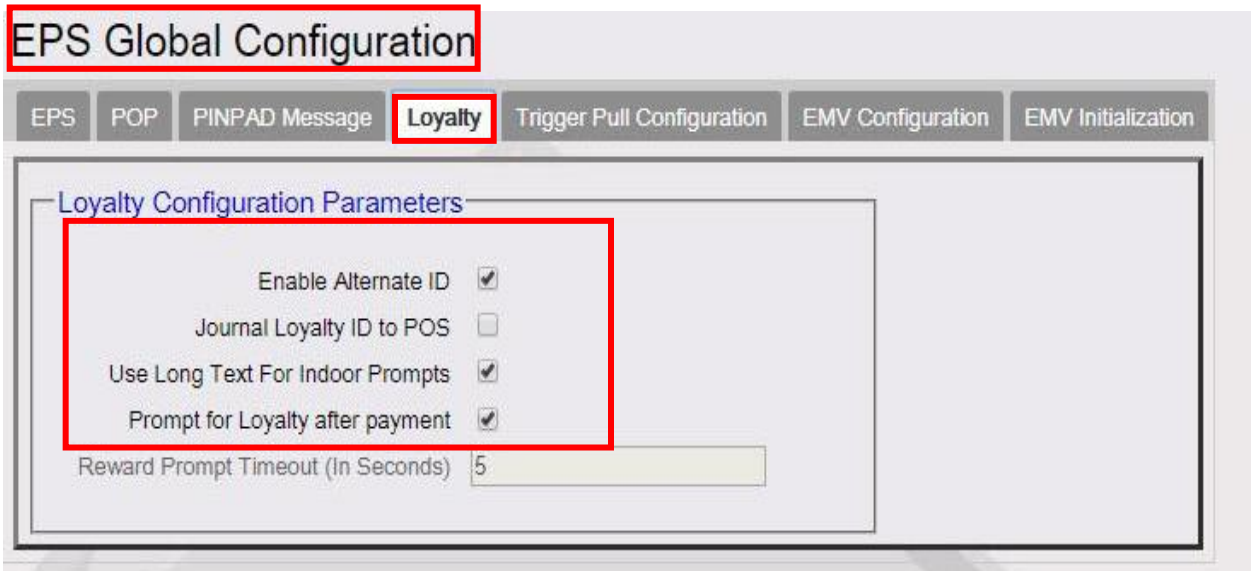 EPS Global Configuration
EPS POP PINPAD Message Loyalty Trigger Pull Configuration EMV Configuration EMV Initialization
Loyalty Configuration Parameters
Enable Alternate ID
Journal Loyalty ID to POS
Use Long Text For Indoor Prompts
Prompt for Loyalty after payment
Reward Prompt Timeout (In Seconds) 5